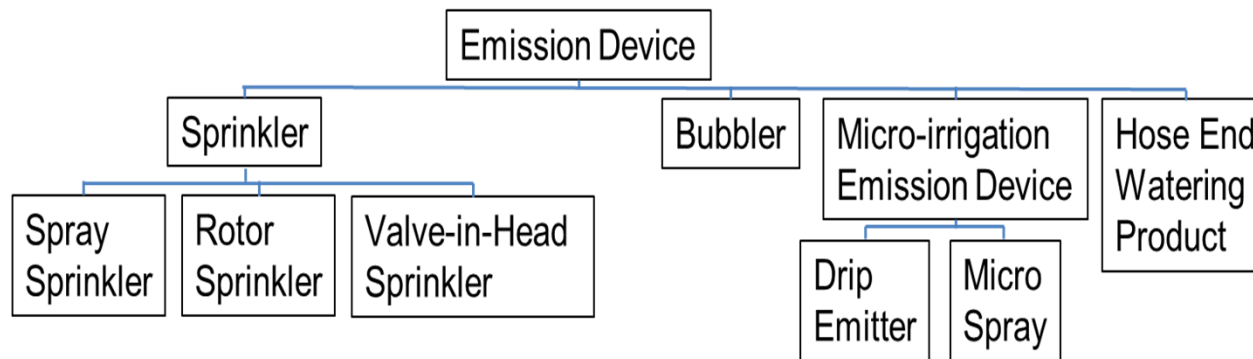 Emission Device
Sprinkler
Bubbler
Micro-irrigation
Emission Device
Hose End
Watering
Product
Spray
Sprinkler
Rotor
Sprinkler
Valve-in-Head
Sprinkler
Drip
Emitter
Micro
Spray